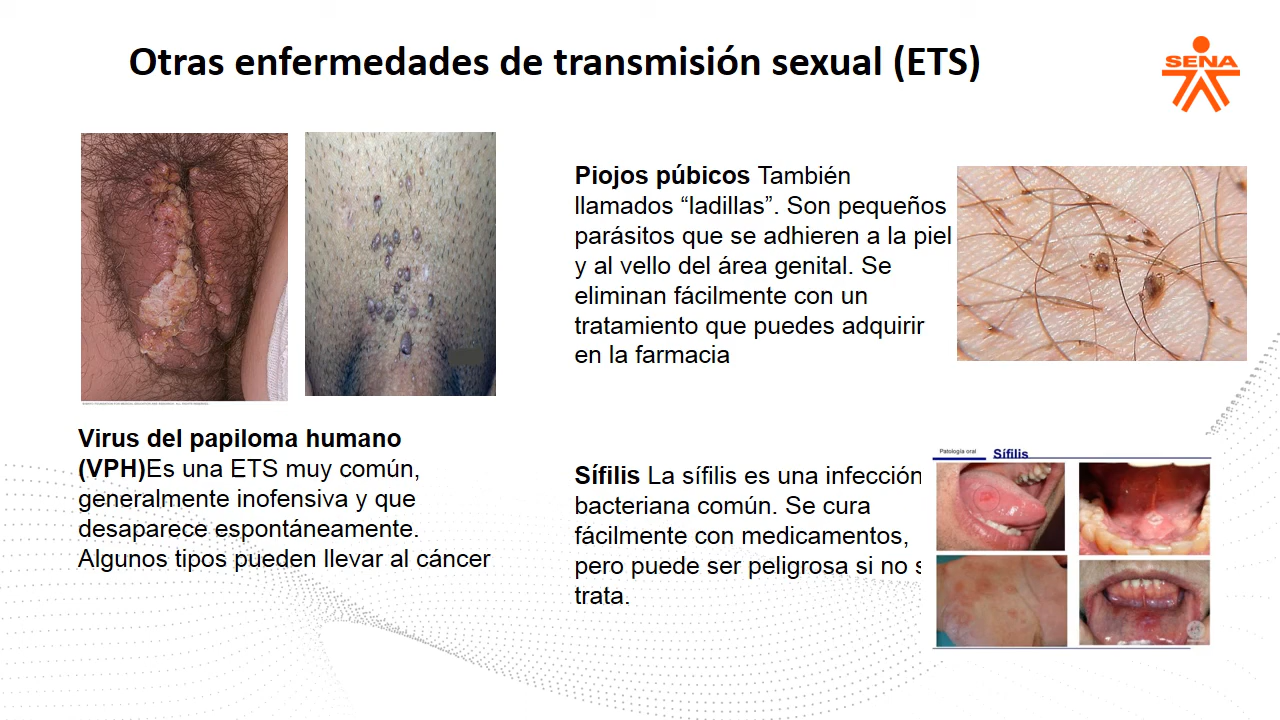 Otras enfermedades de transmisión sexual (ETS)
SENA
Piojos púbicos También
llamados “ladillas”. Son pequeños
parásitos que se adhieren a la piel
y al vello del área genital. Se
eliminan fácilmente con un
tratamiento que puedes adquirir
en la farmacia
Virus del papiloma humano
(VPH)Es una ETS muy común,
generalmente inofensiva y que
desaparece espontáneamente.
Algunos tipos pueden llevar al cáncer
Sífilis La sífilis es una infección
bacteriana común. Se cura
fácilmente con medicamentos,
pero puede ser peligrosa si no
trata.
Patología oral
Sífilis